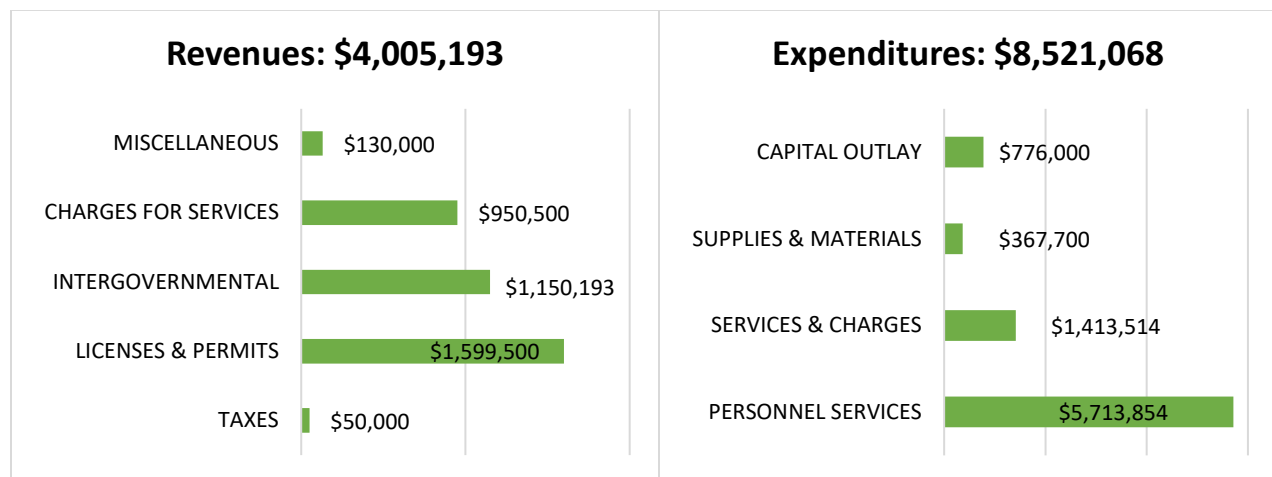 Revenues: $4,005,193
MISCELLANEOUS $130,000
CHARGES FOR SERVICES $950,500
INTERGOVERNMENTAL $1,150,193
LICENSES & PERMITS $1,599,500
TAXES $50,000
Expenditures: $8,521,068
CAPITAL OUTLAY $776,000
SUPPLIES & MATERIALS $367,700
SERVICES & CHARGES $1,413,514
PERSONNEL SERVICES $5,713,854